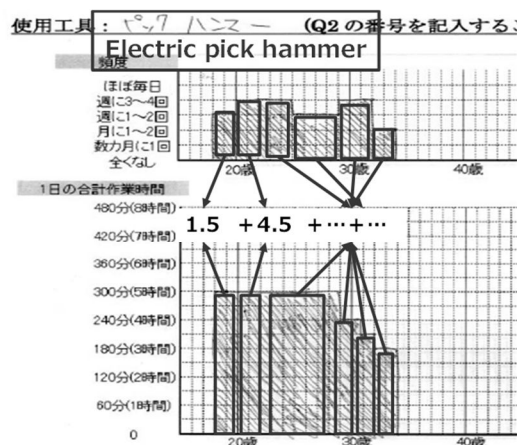 使用工具： ピック ハンマー (Q2 の番号を記入するこ
Electric pick hammer
頻度
ほぼ毎日
週に3～4回
週に1～2回
月に1～2回
数カ月に1回
全くなし
20歳 30歳 40歳
1日の合計作業時間
480分(8時間)
1.5 +4.5 +…+…
420分(7時間)
360分(6時間)
300分(5時間)
240分(4時間)
180分(3時間)
120分(2時間)
60分(1時間)
0
20歳 30歳 40歳